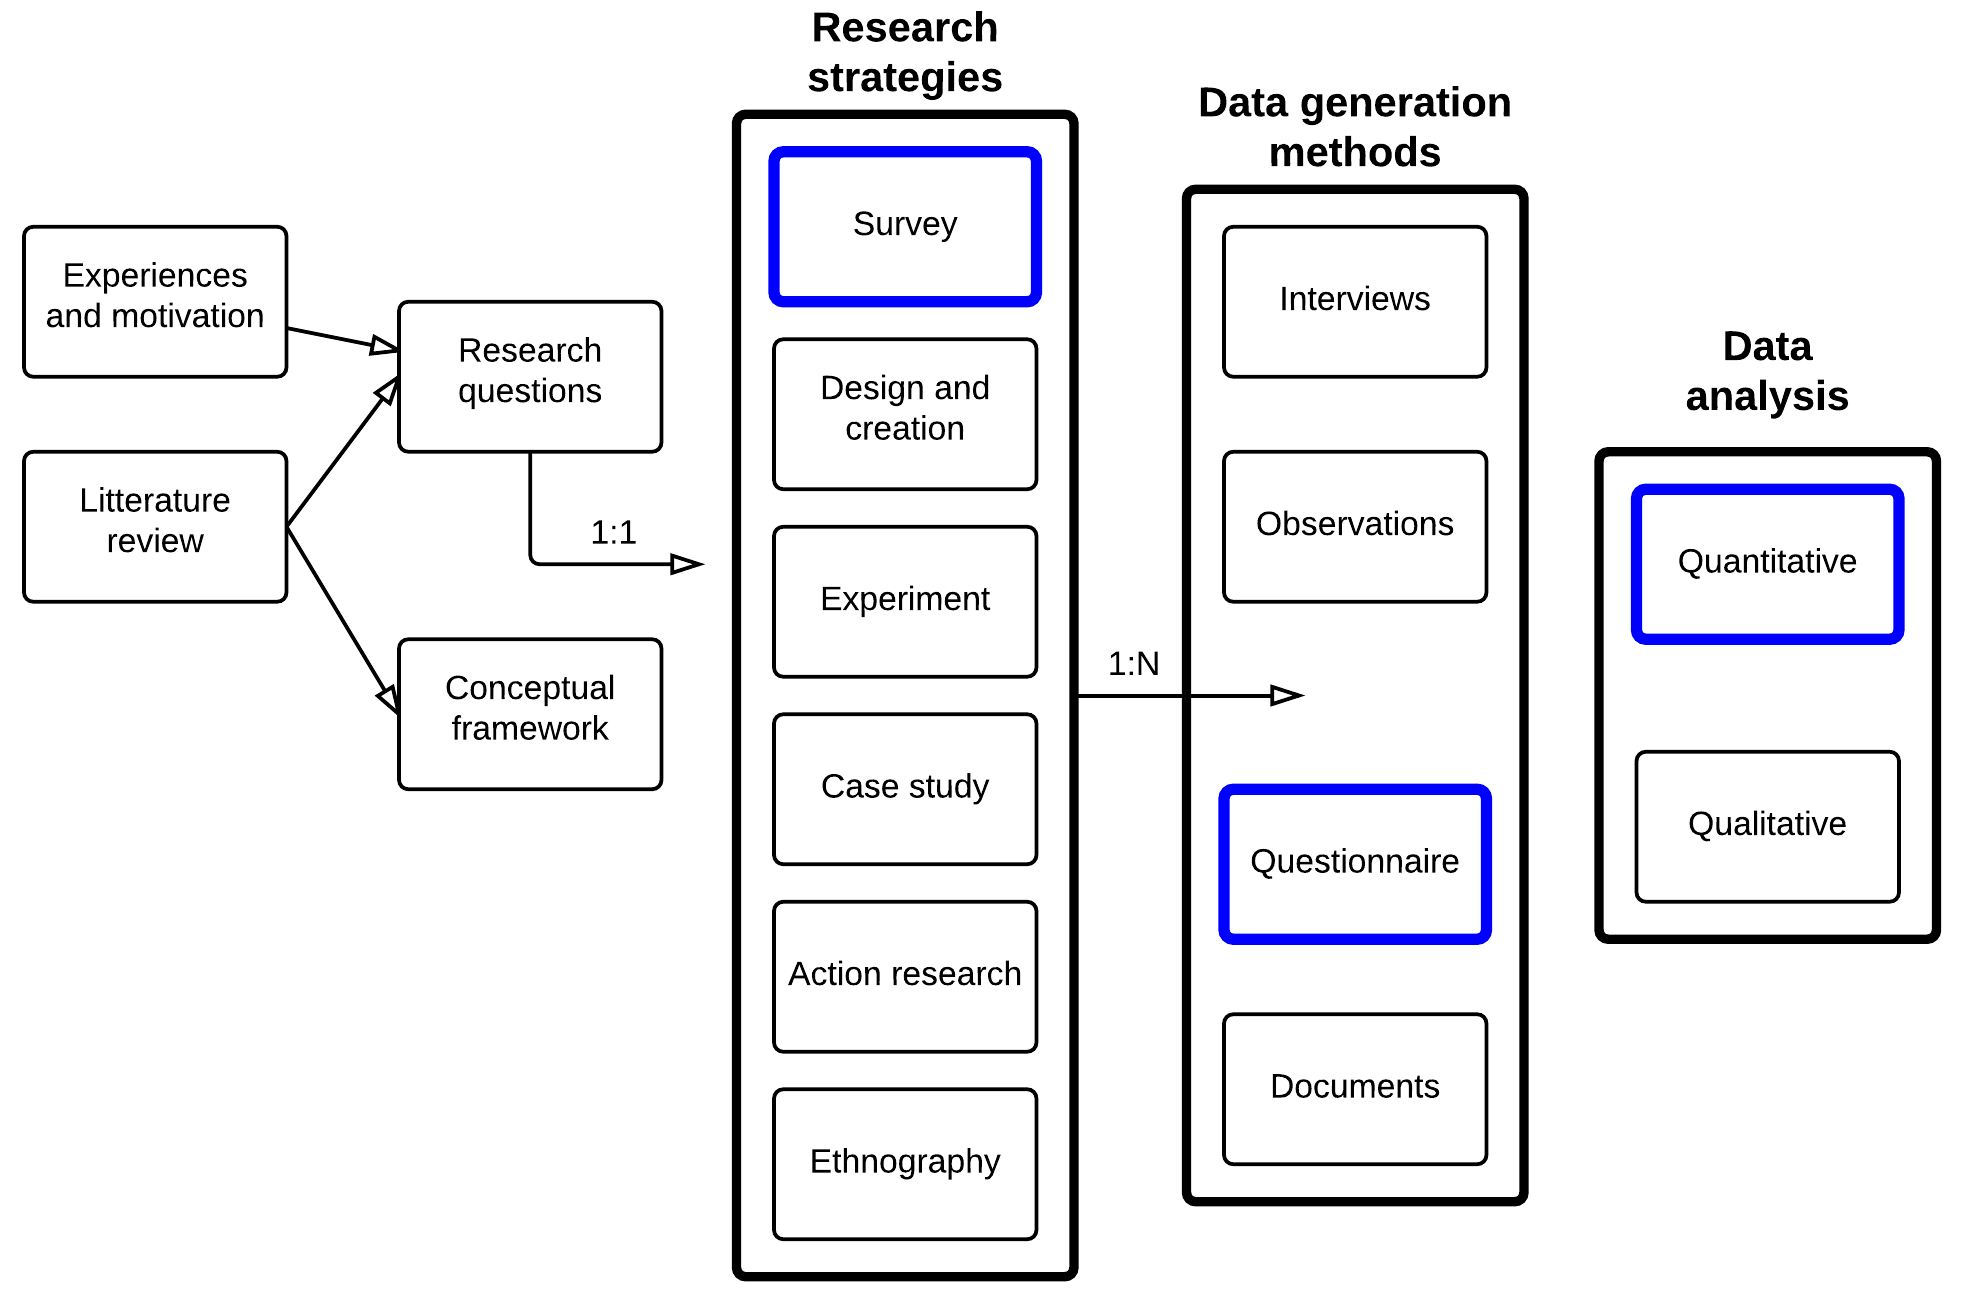 Experiences
and motivation
Litterature
review
Research
questions
1:1
Conceptual
framework
Research
strategies
Survey
Design and
creation
Experiment
Case study
Action research
Ethnography
1:N
Data generation
methods
Interviews
Observations
Questionnaire
Documents
Data
analysis
Quantitative
Qualitative